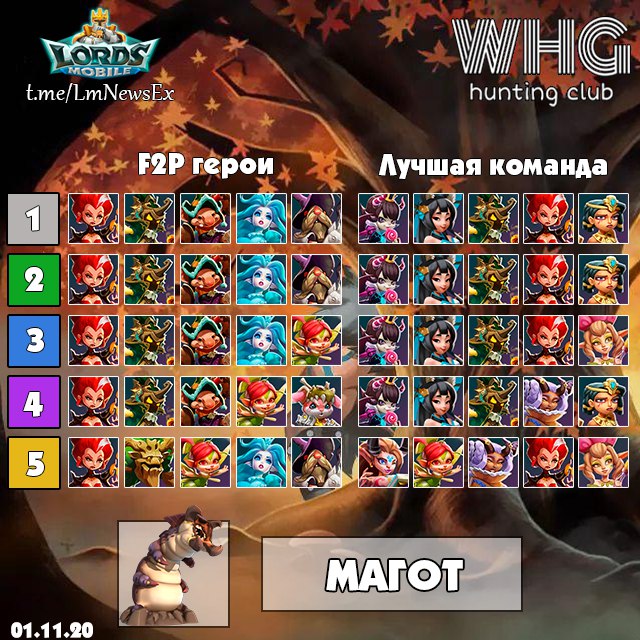 LORDS
MOBILE
t.me/LmNewsEx
WHG
hunting club
F2P герои
Лучшая команда
1
2
3
4
5
МАГОТ
01.11.20